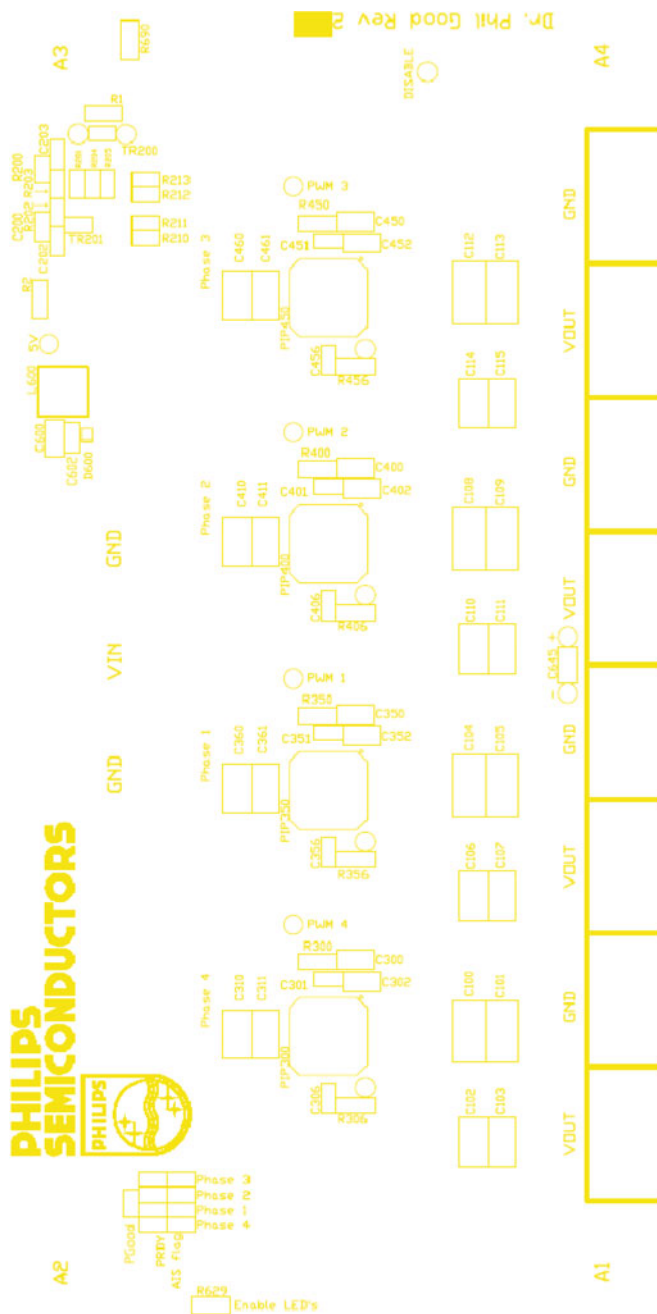 Dr. Phil Good Rev 2
A3
R690
DISABLE
A4
R1
TR200
C203
R200
R203
R202
C200
C202
TR201
R213
R212
R211
R210
R2
5V
L600
C600
C602
D600
PWM 3
R450
C450
C451
C452
Phase 3
C460
C461
PIP450
C456
R456
C112
C113
C114
C115
GND
VOUT
PWM 2
R400
C400
C401
C402
Phase 2
C410
C411
PIP400
C406
R406
C108
C109
C110
C111
GND
VOUT
GND
VIN
GND
C645
+
-
PWM 1
R350
C350
C351
C352
Phase 1
C360
C361
PIP350
C356
R356
C104
C105
C106
C107
GND
VOUT
PWM 4
R300
C300
C301
C302
Phase 4
C310
C311
PIP300
C306
R306
C100
C101
C102
C103
GND
VOUT
PHILIPS
SEMICONDUCTORS
PHILIPS
Phase 3
Phase 2
Phase 1
Phase 4
PGood
PRDY
AIS flag
A2
R629
Enable LED's
A1